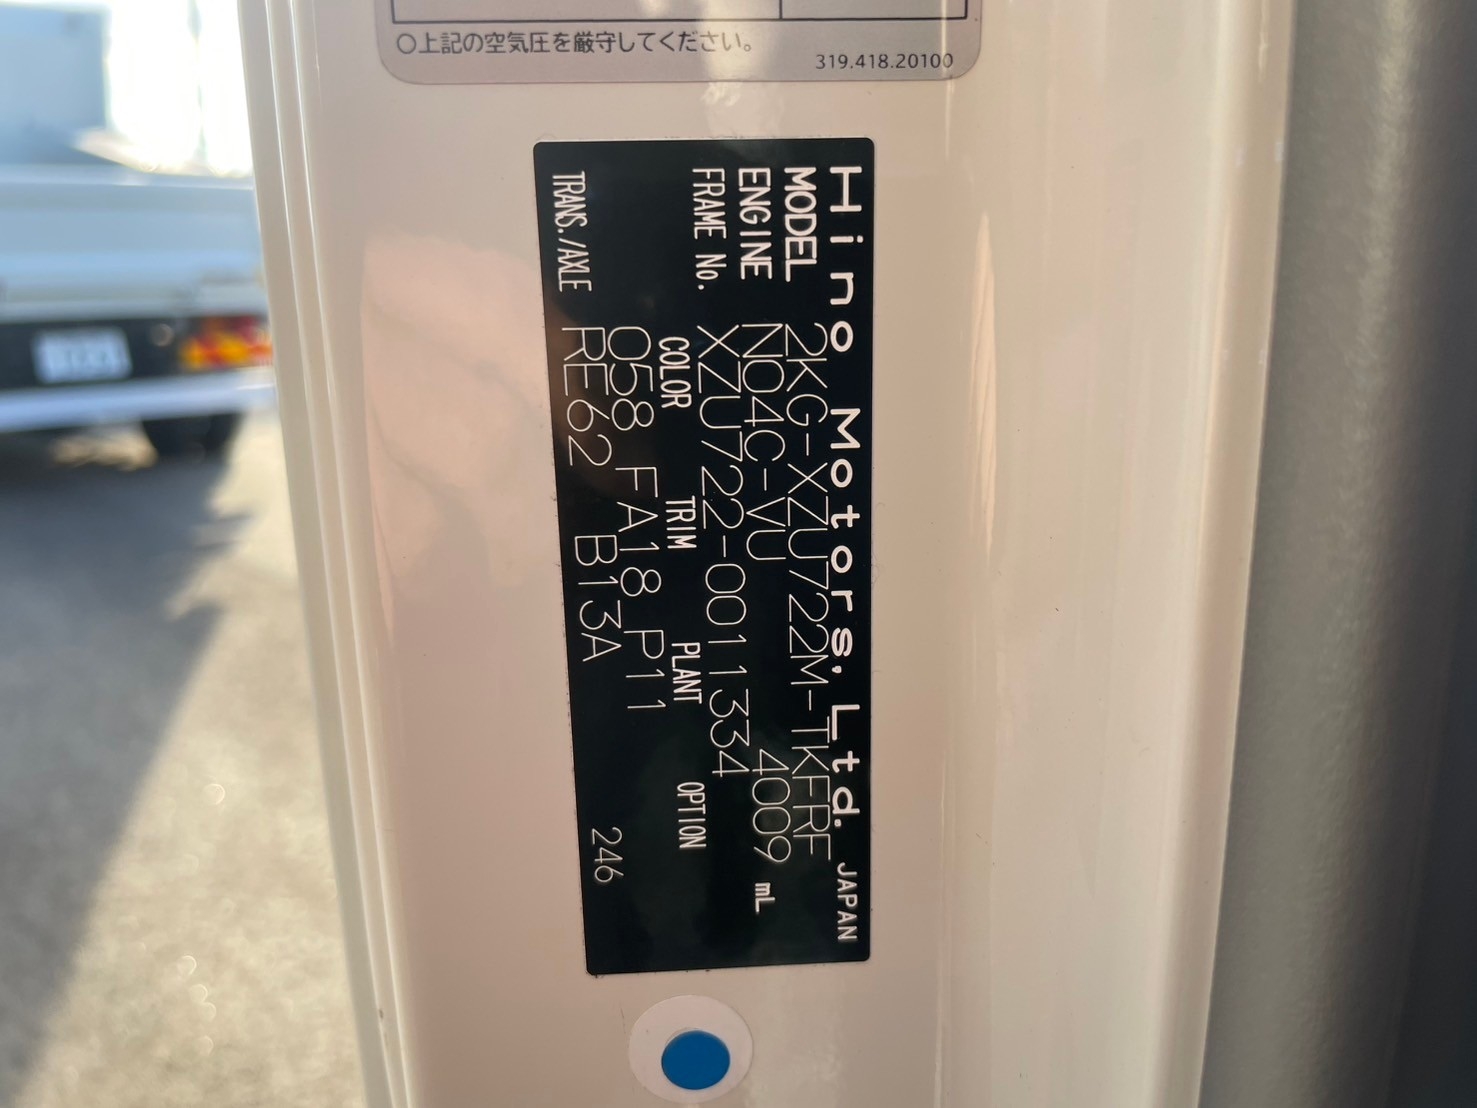 ○上記の空気圧を厳守してください。
319.418.20100
Hino Motors, Ltd. JAPAN
MODEL 2KG-XZU722M-TKFRF
ENGINE N04C-VU 4009 mL
FRAME No. XZU722-0011334
COLOR TRIM PLANT OPTION
058 FA18 P11
TRANS./AXLE RE62 B13A 246